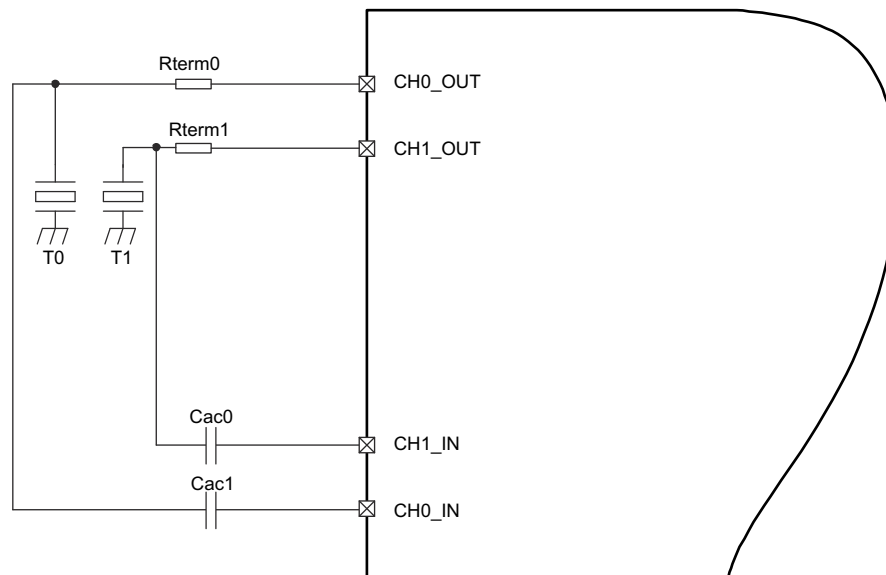 Rterm0
CH0_OUT
Rterm1
CH1_OUT
T0
T1
Cac0
CH1_IN
Cac1
CH0_IN